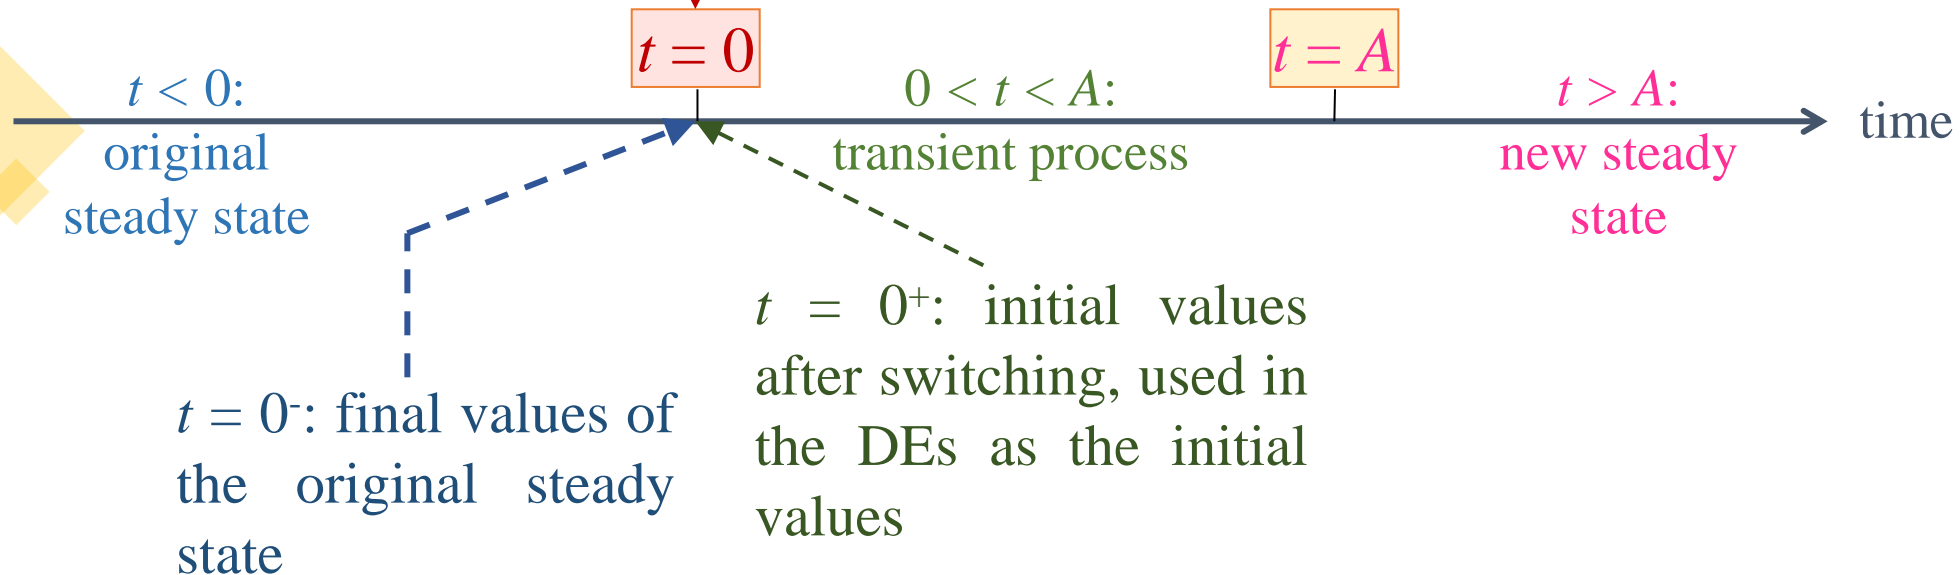 t = 0
t = A
t < 0:
original
steady state
0 < t < A:
transient process
t > A:
new steady
state
time
t = 0⁻: final values of
the original steady
state
t = 0⁺: initial values
after switching, used in
the DEs as the initial
values